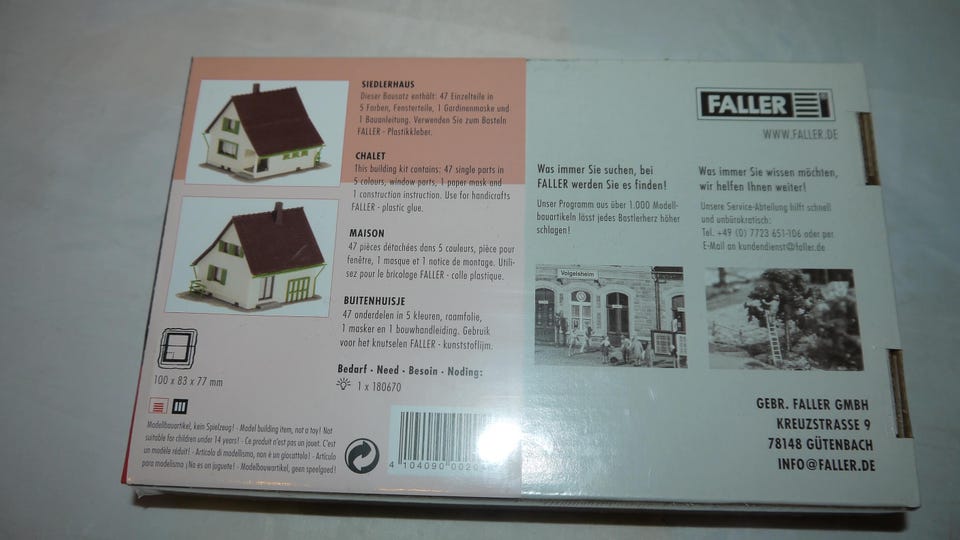 SIEDLERHAUS
Dieser Bausatz enthält: 47 Einzelteile in
5 Farben, Fensterteile, 1 Gardinenmaske und
1 Bauanleitung. Verwenden Sie zum Basteln
FALLER - Plastikkleber.
CHALET
This building kit contains: 47 single parts in
5 colours, window parts, 1 paper mask and
1 construction instruction. Use for handicrafts
FALLER - plastic glue.
MAISON
47 pièces détachées dans 5 couleurs, pièce pour
fenêtre, 1 masque et 1 notice de montage. Utili-
sez pour le bricolage FALLER - colle plastique.
BUITENHUISJE
47 onderdelen in 5 kleuren, raamfolie,
1 masker en 1 bouwhandleiding. Gebruik
voor het knutselen FALLER - kunststoflijm.
Bedarf · Need · Besoin · Noding:
1 x 180670
100 x 83 x 77 mm
Modellbauartikel, kein Spielzeug! · Model building item, not a toy! Not
suitable for children under 14 years! · Ce produit n'est pas un jouet. C'est
un modèle réduit! · Articolo di modellismo, non è un giocattolo! · Artículo
para modelismo ¡No es un juguete! · Modelbouwartikel, geen speelgoed!
4 104090 002
FALLER
WWW.FALLER.DE
Was immer Sie suchen, bei
FALLER werden Sie es finden!
Unser Programm aus über 1.000 Modell-
bauartikeln lässt jedes Bastlerherz höher
schlagen!
Was immer Sie wissen möchten,
wir helfen Ihnen weiter!
Unsere Service-Abteilung hilft schnell
und unbürokratisch:
Tel. +49 (0) 7723 651-106 oder per
E-Mail an kundendienst@faller.de
Volgelsheim
GEBR. FALLER GMBH
KREUZSTRASSE 9
78148 GÜTENBACH
INFO@FALLER.DE